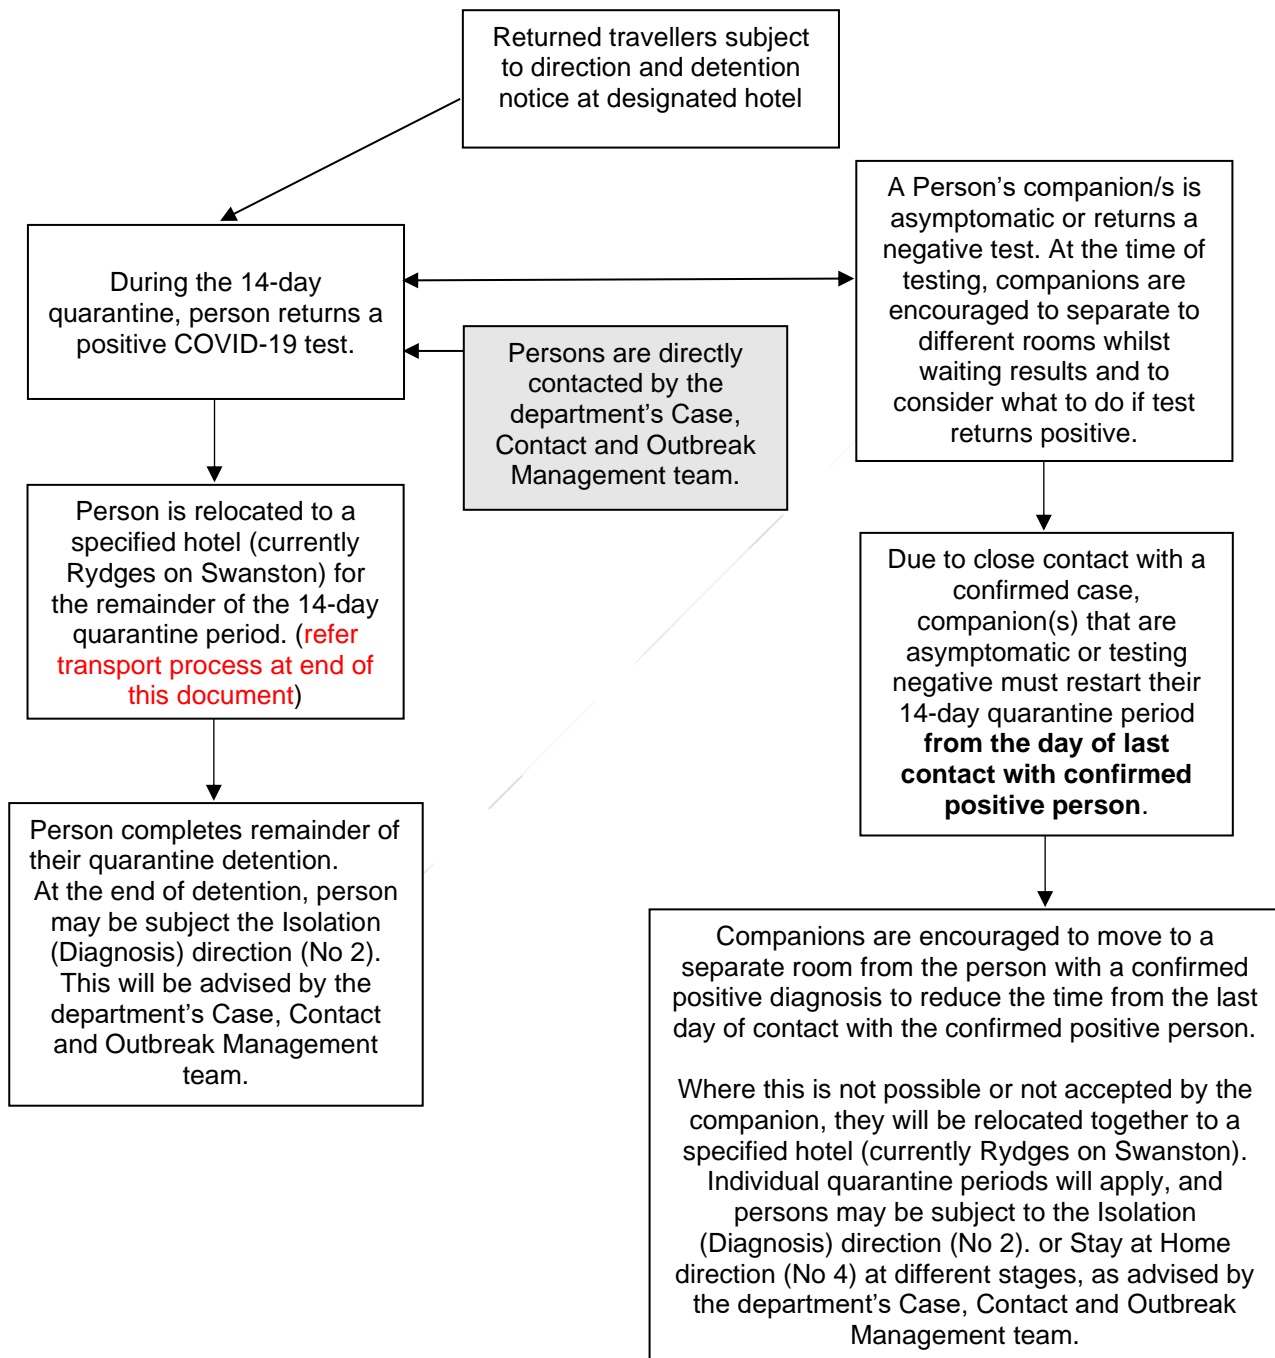 Returned travellers subject
to direction and detention
notice at designated hotel
During the 14-day
quarantine, person returns a
positive COVID-19 test.
Persons are directly
contacted by the
department’s Case,
Contact and Outbreak
Management team.
A Person’s companion/s is
asymptomatic or returns a
negative test. At the time of
testing, companions are
encouraged to separate to
different rooms whilst
waiting results and to
consider what to do if test
returns positive.
Person is relocated to a
specified hotel (currently
Rydges on Swanston) for
the remainder of the 14-day
quarantine period. (refer
transport process at end of
this document)
Due to close contact with a
confirmed case,
companion(s) that are
asymptomatic or testing
negative must restart their
14-day quarantine period
from the day of last
contact with confirmed
positive person.
Person completes remainder of
their quarantine detention.
At the end of detention, person
may be subject the Isolation
(Diagnosis) direction (No 2).
This will be advised by the
department’s Case, Contact
and Outbreak Management
team.
Companions are encouraged to move to a
separate room from the person with a confirmed
positive diagnosis to reduce the time from the last
day of contact with the confirmed positive person.
Where this is not possible or not accepted by the
companion, they will be relocated together to a
specified hotel (currently Rydges on Swanston).
Individual quarantine periods will apply, and
persons may be subject to the Isolation
(Diagnosis) direction (No 2). or Stay at Home
direction (No 4) at different stages, as advised by
the department’s Case, Contact and Outbreak
Management team.